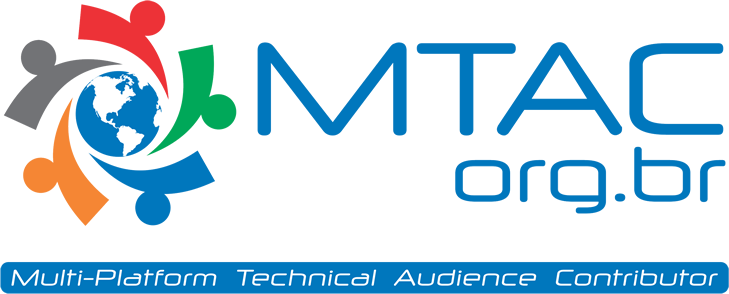 MTAC
org.br
Multi-Platform Technical Audience Contributor